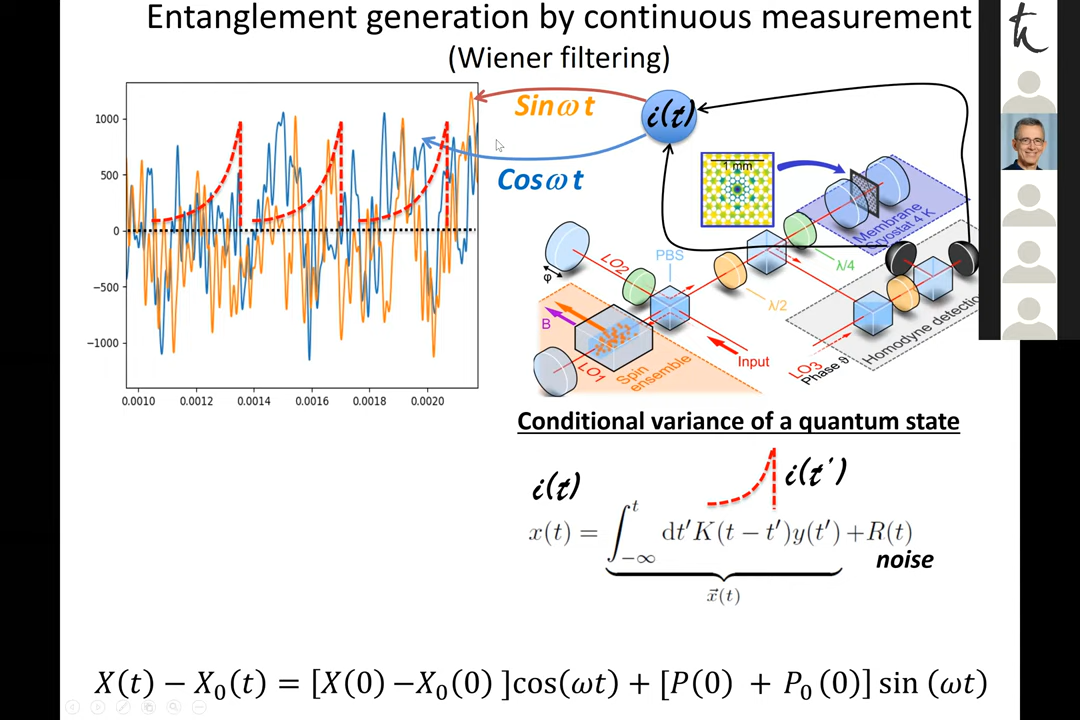 Entanglement generation by continuous measurement
(Wiener filtering)
1000
500
0
−500
−1000
0.0010 0.0012 0.0014 0.0016 0.0018 0.0020
Sin ω t
Cos ω t
i(t)
1 mm
Membrane
Cryostat 4 K
PBS
LO2
λ/4
λ/2
φ
B
LO1
Spin
ensemble
Input
LO3
Phase ϑ
Homodyne detection
Conditional variance of a quantum state
i(t)
i(t´)
x(t) = ∫_{−∞}^{t} dt′K(t − t′)y(t′) +R(t)
noise
x⃗(t)
X(t) − X₀(t) = [X(0) −X₀(0) ]cos(ωt) + [P(0) + P₀ (0)] sin (ωt)